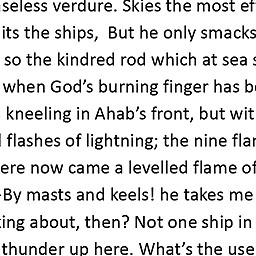 seless verdure. Skies the most ef
its the ships,  But he only smacks
so the kindred rod which at sea s
when God’s burning finger has b
kneeling in Ahab’s front, but wit
flashes of lightning; the nine fla
ere now came a levelled flame of
-By masts and keels! he takes me
ing about, then? Not one ship in
thunder up here. What’s the use